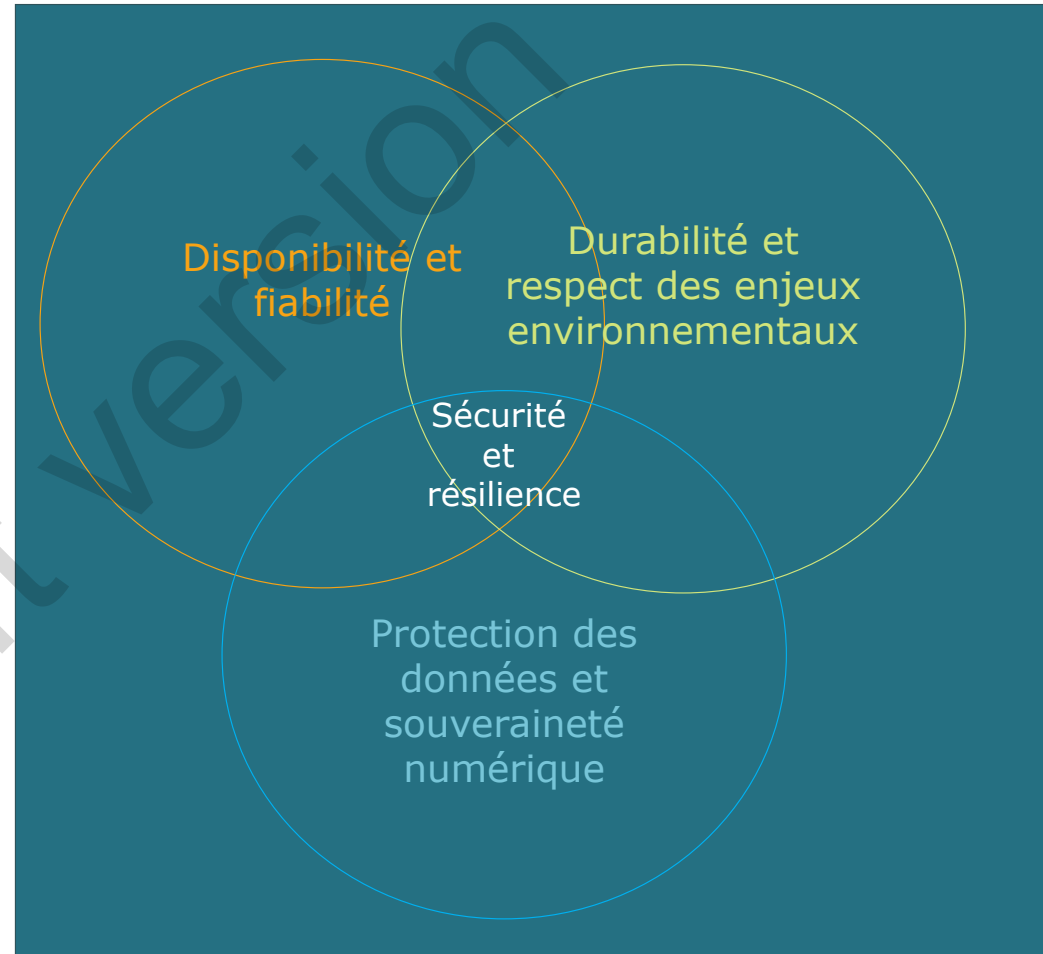 Disponibilité et
fiabilité
Durabilité et
respect des enjeux
environnementaux
Sécurité
et
résilience
Protection des
données et
souveraineté
numérique
version